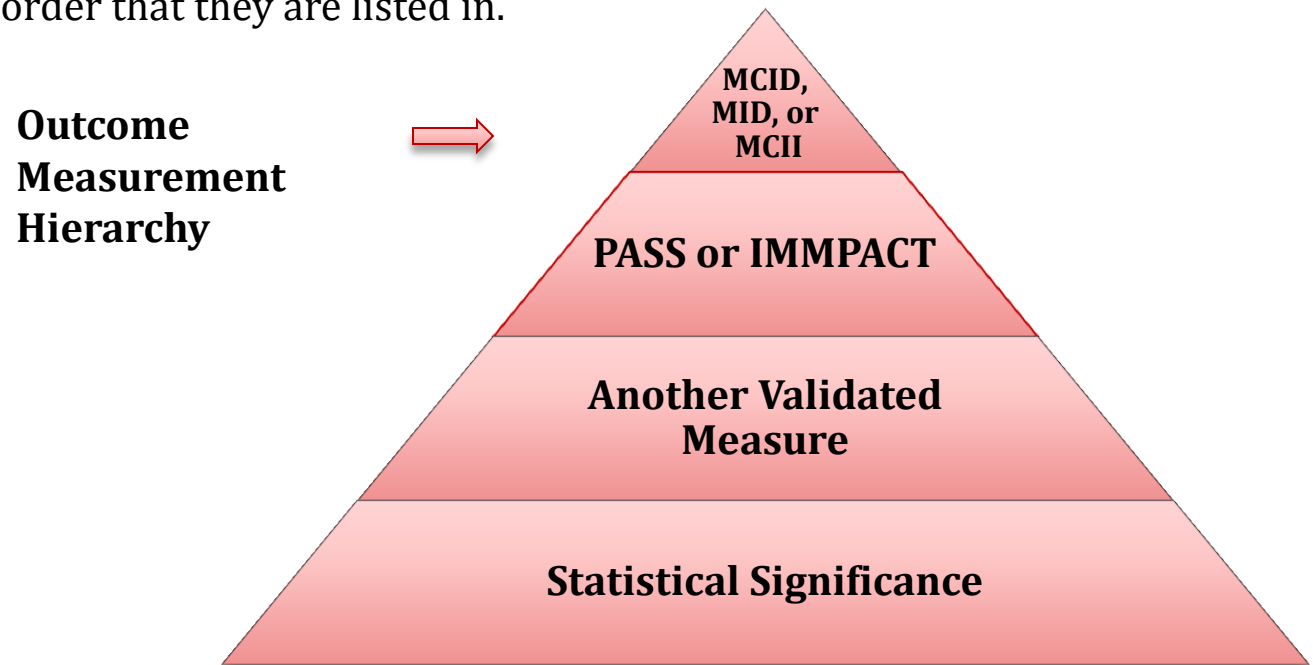 order that they are listed in.
Outcome
Measurement
Hierarchy
MCID,
MID, or
MCII
PASS or IMMPACT
Another Validated
Measure
Statistical Significance